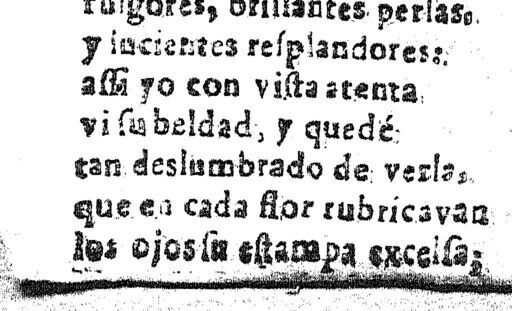 fulgores, brillantes perlas.
y lucientes resplandores:
assi yo con vista atenta
vi su beldad, y quedé
tan deslumbrado de verla,
que en cada flor rubricavan
los ojos su estampa excelsa;